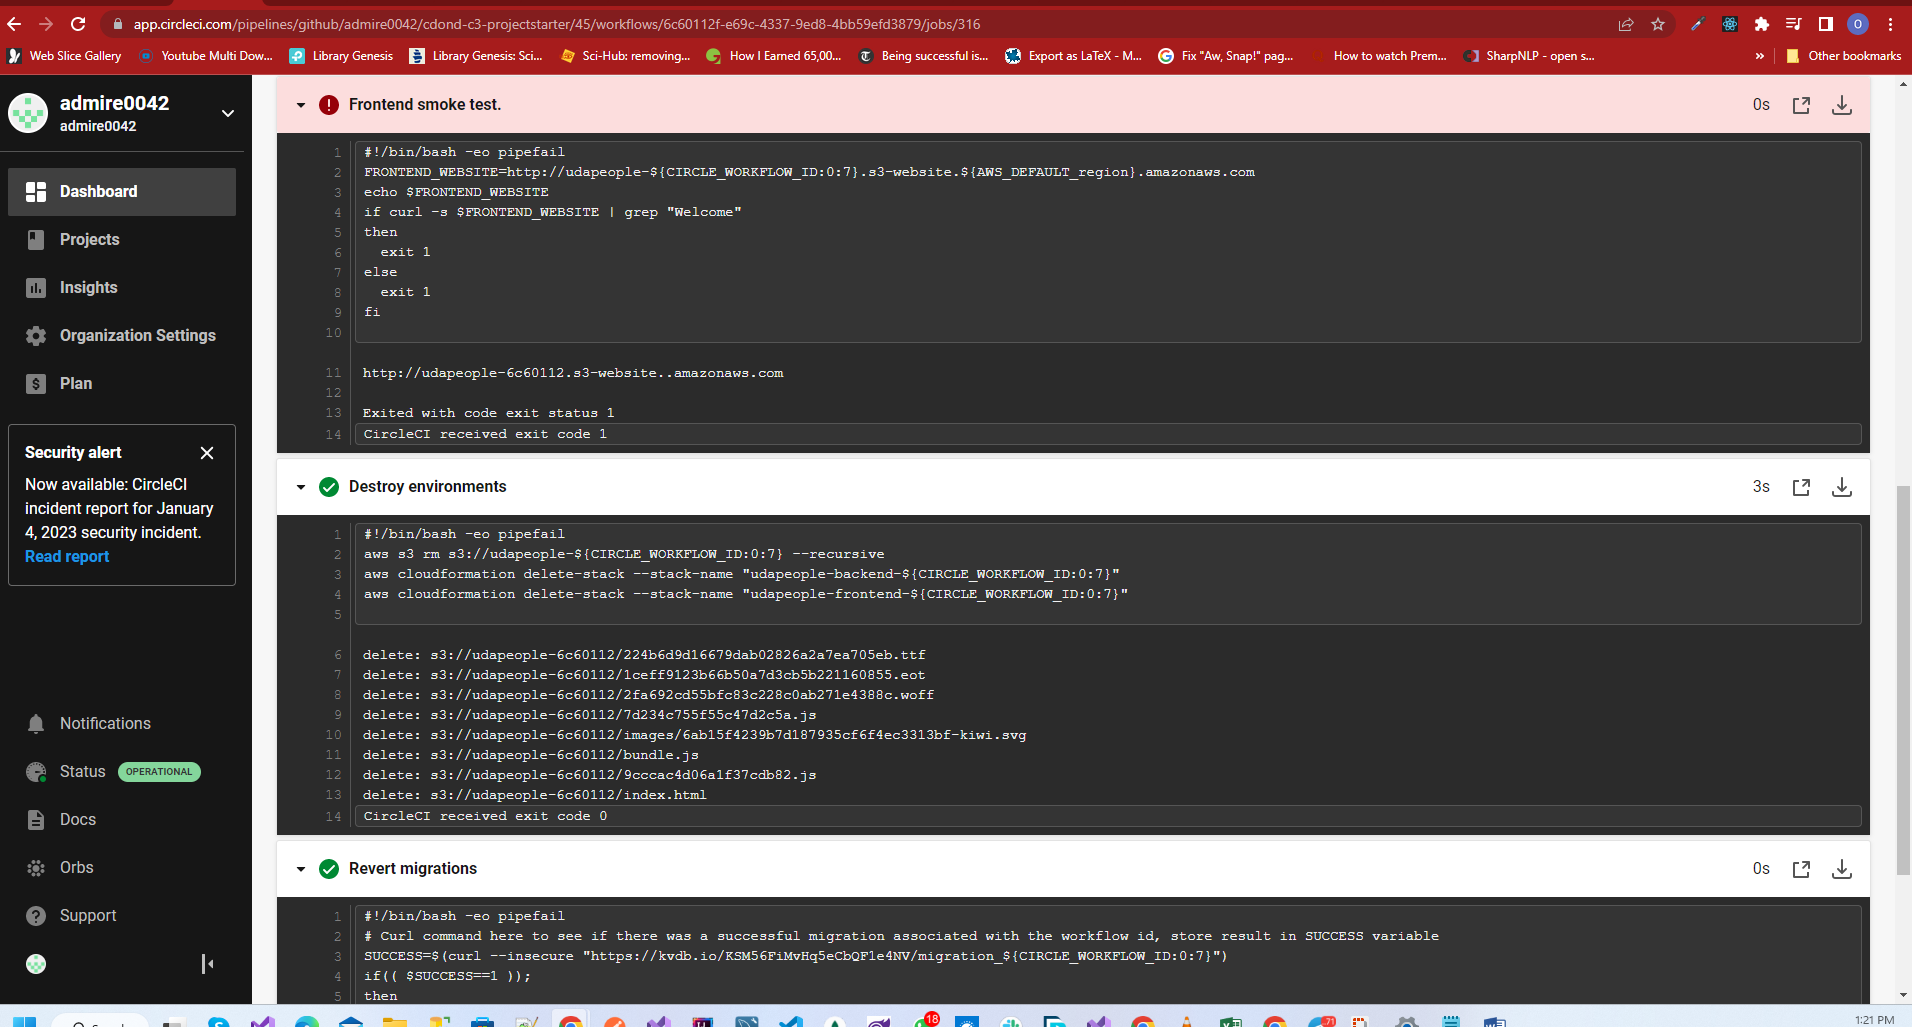 app.circleci.com/pipelines/github/admire0042/cdond-c3-projectstarter/45/workflows/6c60112f-e69c-4337-9ed8-4bb59efd3879/jobs/316
O
Web Slice Gallery
Youtube Multi Dow...
Library Genesis
Library Genesis: Sci...
Sci-Hub: removing...
How I Earned 65,00...
Being successful is...
Export as LaTeX - M...
Fix "Aw, Snap!" pag...
How to watch Prem...
SharpNLP - open s...
»
Other bookmarks
admire0042
admire0042
Dashboard
Projects
Insights
Organization Settings
Plan
Security alert
Now available: CircleCI
incident report for January
4, 2023 security incident.
Read report
Notifications
Status OPERATIONAL
Docs
Orbs
Support
Frontend smoke test.
0s
1 #!/bin/bash -eo pipefail
2 FRONTEND_WEBSITE=http://udapeople-${CIRCLE_WORKFLOW_ID:0:7}.s3-website.${AWS_DEFAULT_region}.amazonaws.com
3 echo $FRONTEND_WEBSITE
4 if curl -s $FRONTEND_WEBSITE | grep "Welcome"
5 then
6 exit 1
7 else
8 exit 1
9 fi
10
11 http://udapeople-6c60112.s3-website..amazonaws.com
12
13 Exited with code exit status 1
14 CircleCI received exit code 1
Destroy environments
3s
1 #!/bin/bash -eo pipefail
2 aws s3 rm s3://udapeople-${CIRCLE_WORKFLOW_ID:0:7} --recursive
3 aws cloudformation delete-stack --stack-name "udapeople-backend-${CIRCLE_WORKFLOW_ID:0:7}"
4 aws cloudformation delete-stack --stack-name "udapeople-frontend-${CIRCLE_WORKFLOW_ID:0:7}"
5
6 delete: s3://udapeople-6c60112/224b6d9d16679dab02826a2a7ea705eb.ttf
7 delete: s3://udapeople-6c60112/1ceff9123b66b50a7d3cb5b221160855.eot
8 delete: s3://udapeople-6c60112/2fa692cd55bfc83c228c0ab271e4388c.woff
9 delete: s3://udapeople-6c60112/7d234c755f55c47d2c5a.js
10 delete: s3://udapeople-6c60112/images/6ab15f4239b7d187935cf6f4ec3313bf-kiwi.svg
11 delete: s3://udapeople-6c60112/bundle.js
12 delete: s3://udapeople-6c60112/9cccac4d06a1f37cdb82.js
13 delete: s3://udapeople-6c60112/index.html
14 CircleCI received exit code 0
Revert migrations
0s
1 #!/bin/bash -eo pipefail
2 # Curl command here to see if there was a successful migration associated with the workflow id, store result in SUCCESS variable
3 SUCCESS=$(curl --insecure "https://kvdb.io/KSM56FiMvHq5eCbQF1e4NV/migration_${CIRCLE_WORKFLOW_ID:0:7}")
4 if(( $SUCCESS==1 ));
5 then
18
71
1:21 PM